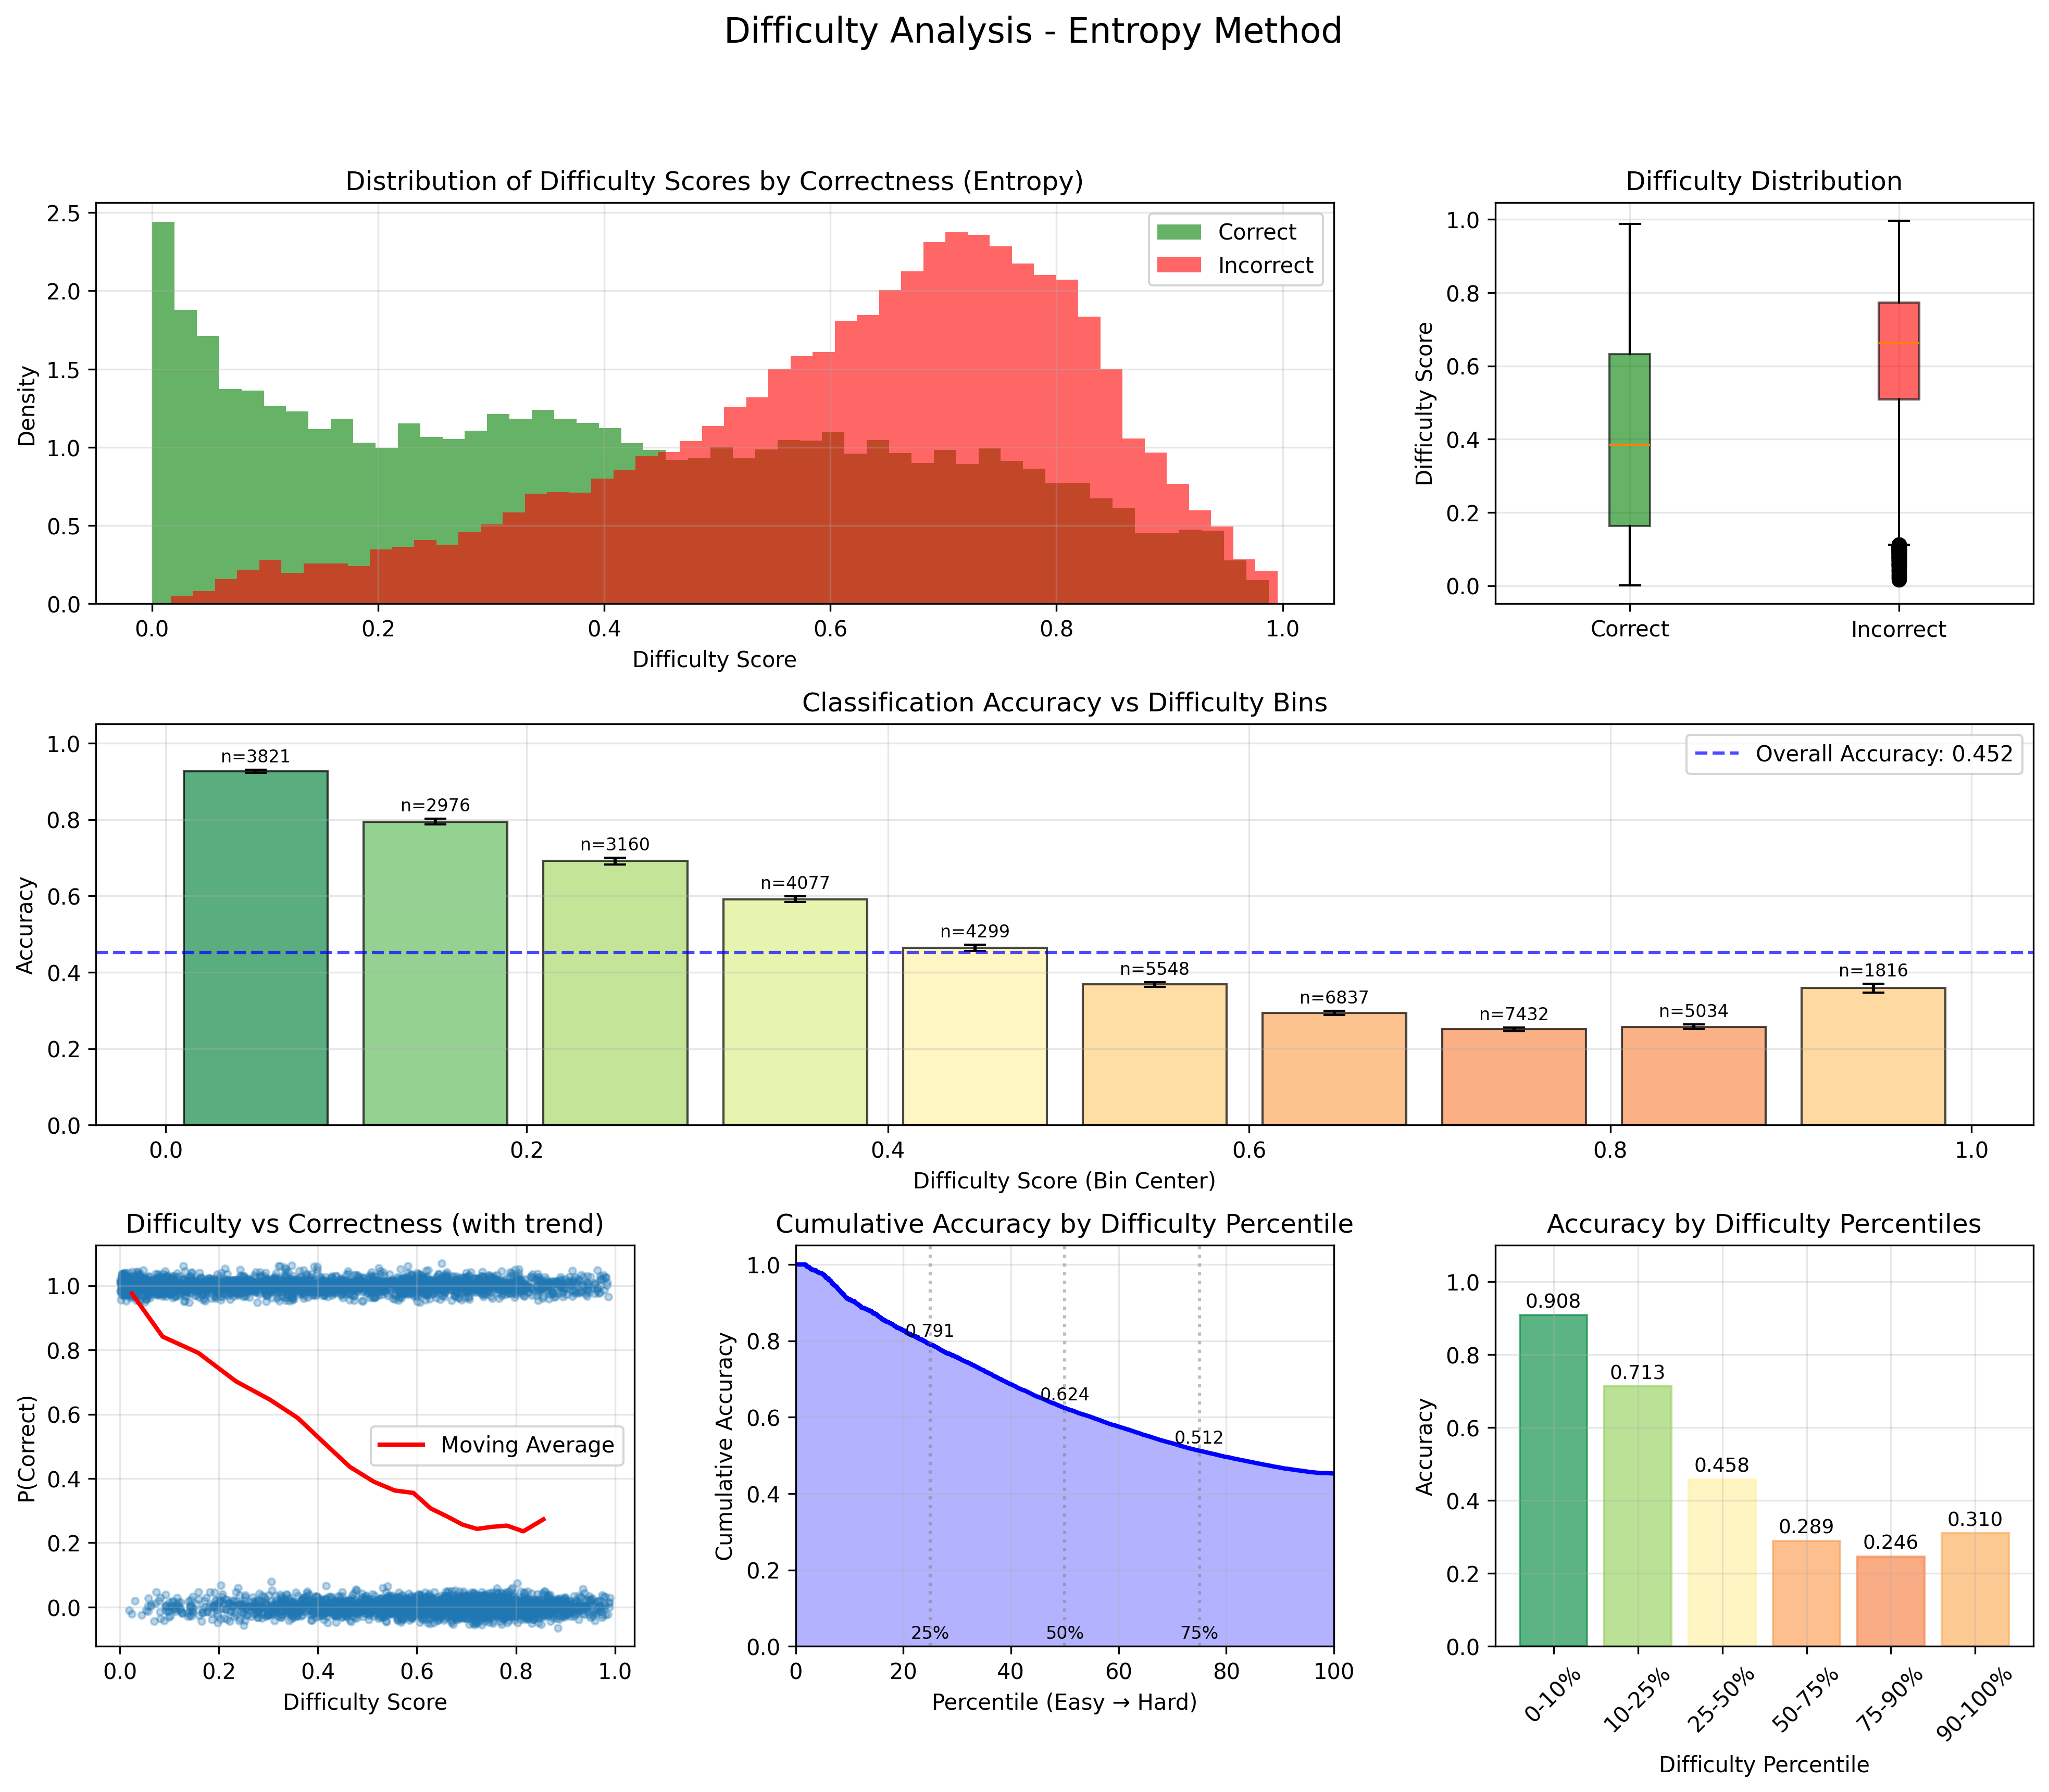 Difficulty Analysis - Entropy Method
Distribution of Difficulty Scores by Correctness (Entropy)
2.5
2.0
1.5
1.0
0.5
0.0
Density
Correct
Incorrect
0.0 0.2 0.4 0.6 0.8 1.0
Difficulty Score
Difficulty Distribution
1.0
0.8
0.6
0.4
0.2
0.0
Difficulty Score
Correct Incorrect
Classification Accuracy vs Difficulty Bins
1.0
0.8
0.6
0.4
0.2
0.0
Accuracy
Overall Accuracy: 0.452
n=3821
n=2976
n=3160
n=4077
n=4299
n=5548
n=6837
n=7432
n=5034
n=1816
0.0 0.2 0.4 0.6 0.8 1.0
Difficulty Score (Bin Center)
Difficulty vs Correctness (with trend)
1.0
0.8
0.6
0.4
0.2
0.0
P(Correct)
Moving Average
0.0 0.2 0.4 0.6 0.8 1.0
Difficulty Score
Cumulative Accuracy by Difficulty Percentile
1.0
0.8
0.6
0.4
0.2
0.0
Cumulative Accuracy
0.791
0.624
0.512
25% 50% 75%
0 20 40 60 80 100
Percentile (Easy → Hard)
Accuracy by Difficulty Percentiles
1.0
0.8
0.6
0.4
0.2
0.0
Accuracy
0.908
0.713
0.458
0.289
0.246
0.310
0-10% 10-25% 25-50% 50-75% 75-90% 90-100%
Difficulty Percentile